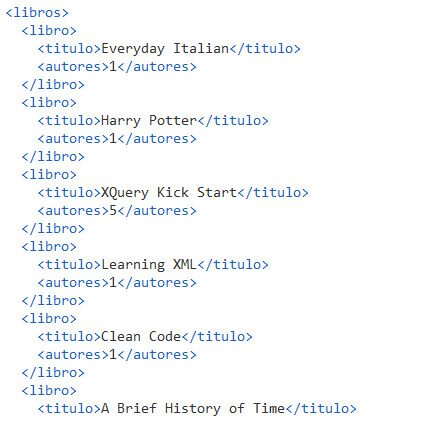 <libros>
  <libro>
    <titulo>Everyday Italian</titulo>
    <autores>1</autores>
  </libro>
  <libro>
    <titulo>Harry Potter</titulo>
    <autores>1</autores>
  </libro>
  <libro>
    <titulo>XQuery Kick Start</titulo>
    <autores>5</autores>
  </libro>
  <libro>
    <titulo>Learning XML</titulo>
    <autores>1</autores>
  </libro>
  <libro>
    <titulo>Clean Code</titulo>
    <autores>1</autores>
  </libro>
  <libro>
    <titulo>A Brief History of Time</titulo>